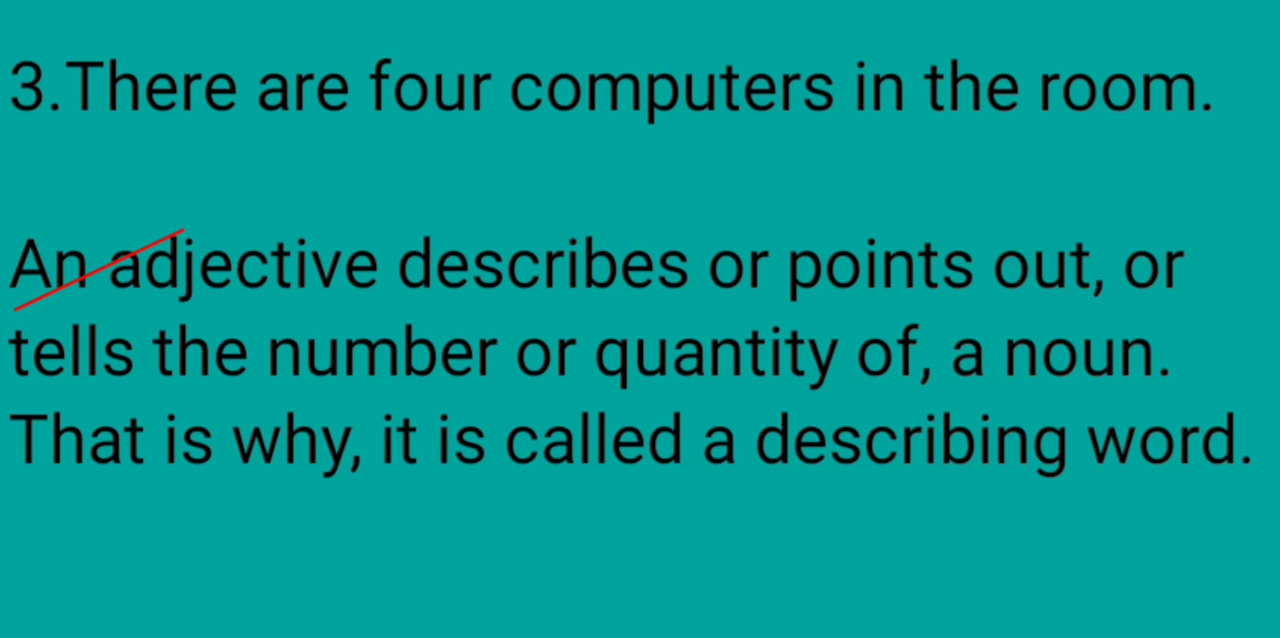 3.There are four computers in the room.
An adjective describes or points out, or
tells the number or quantity of, a noun.
That is why, it is called a describing word.